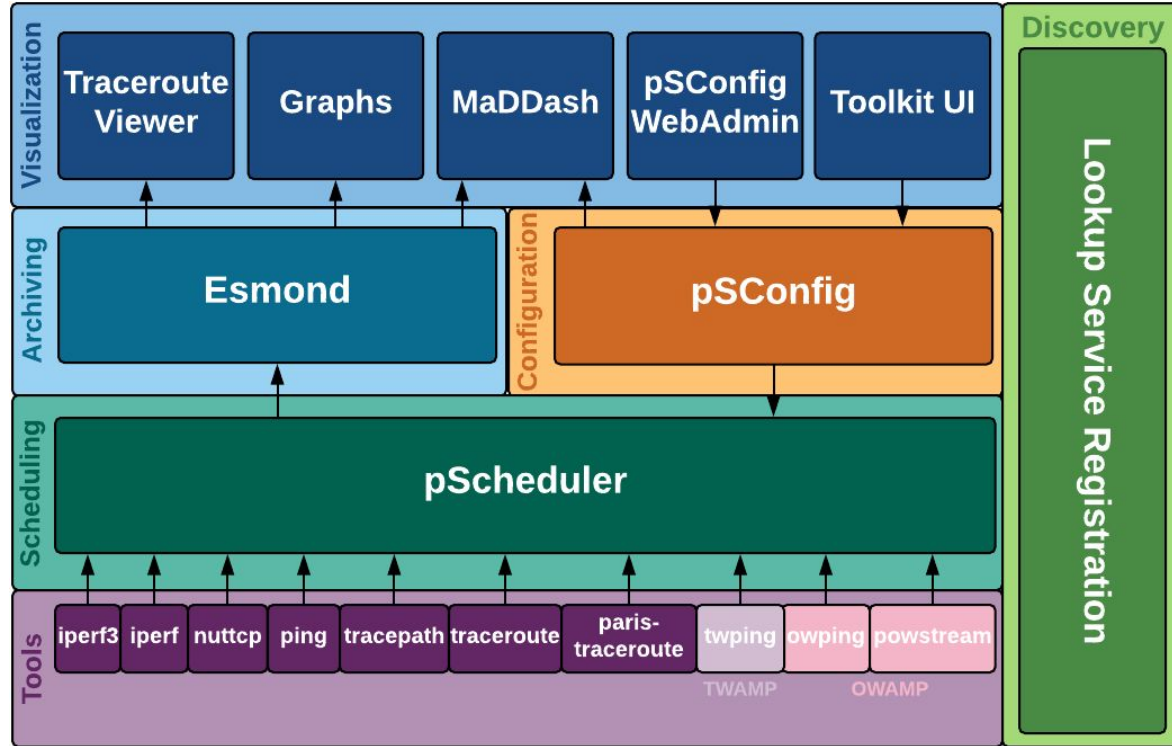 Visualization
Traceroute
Viewer
Graphs
MaDDash
pSConfig
WebAdmin
Toolkit UI
Discovery
Lookup Service Registration
Archiving
Esmond
Configuration
pSConfig
Scheduling
pScheduler
Tools
iperf3
iperf
nuttcp
ping
tracepath
traceroute
paris-
traceroute
twping
owping
powstream
TWAMP
OWAMP